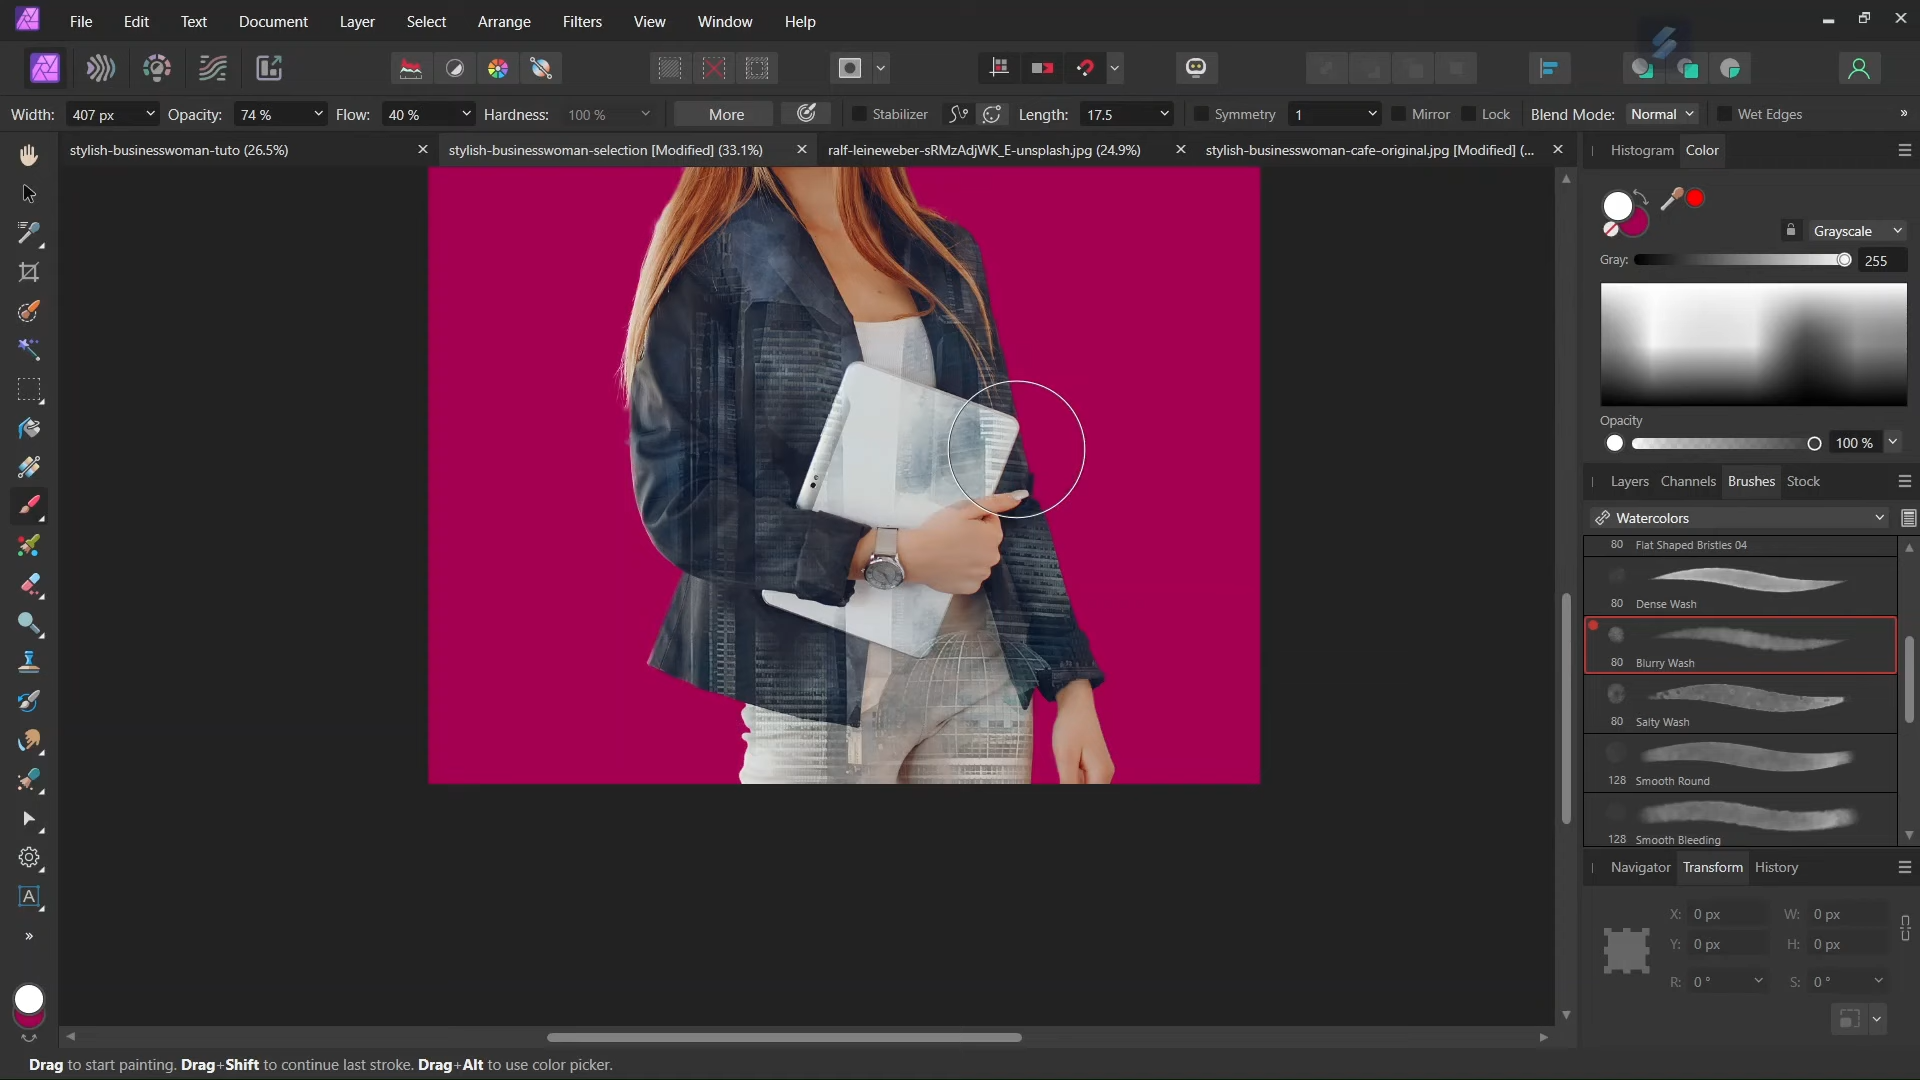 File Edit Text Document Layer Select Arrange Filters View Window Help
Width: 407 px Opacity: 74 % Flow: 40 % Hardness: 100 % More Stabilizer Length: 17.5 Symmetry 1 Mirror Lock Blend Mode: Normal Wet Edges »
stylish-businesswoman-tuto (26.5%) stylish-businesswoman-selection [Modified] (33.1%) ralf-leineweber-sRMzAdjWK_E-unsplash.jpg (24.9%) stylish-businesswoman-cafe-original.jpg [Modified] (...
Histogram Color
Grayscale
Gray: 255
Opacity
100 %
Layers Channels Brushes Stock
Watercolors
80 Flat Shaped Bristles 04
80 Dense Wash
80 Blurry Wash
80 Salty Wash
128 Smooth Round
128 Smooth Bleeding
Navigator Transform History
X: 0 px W: 0 px
Y: 0 px H: 0 px
R: 0 ° S: 0 °
A
»
Drag to start painting. Drag+Shift to continue last stroke. Drag+Alt to use color picker.